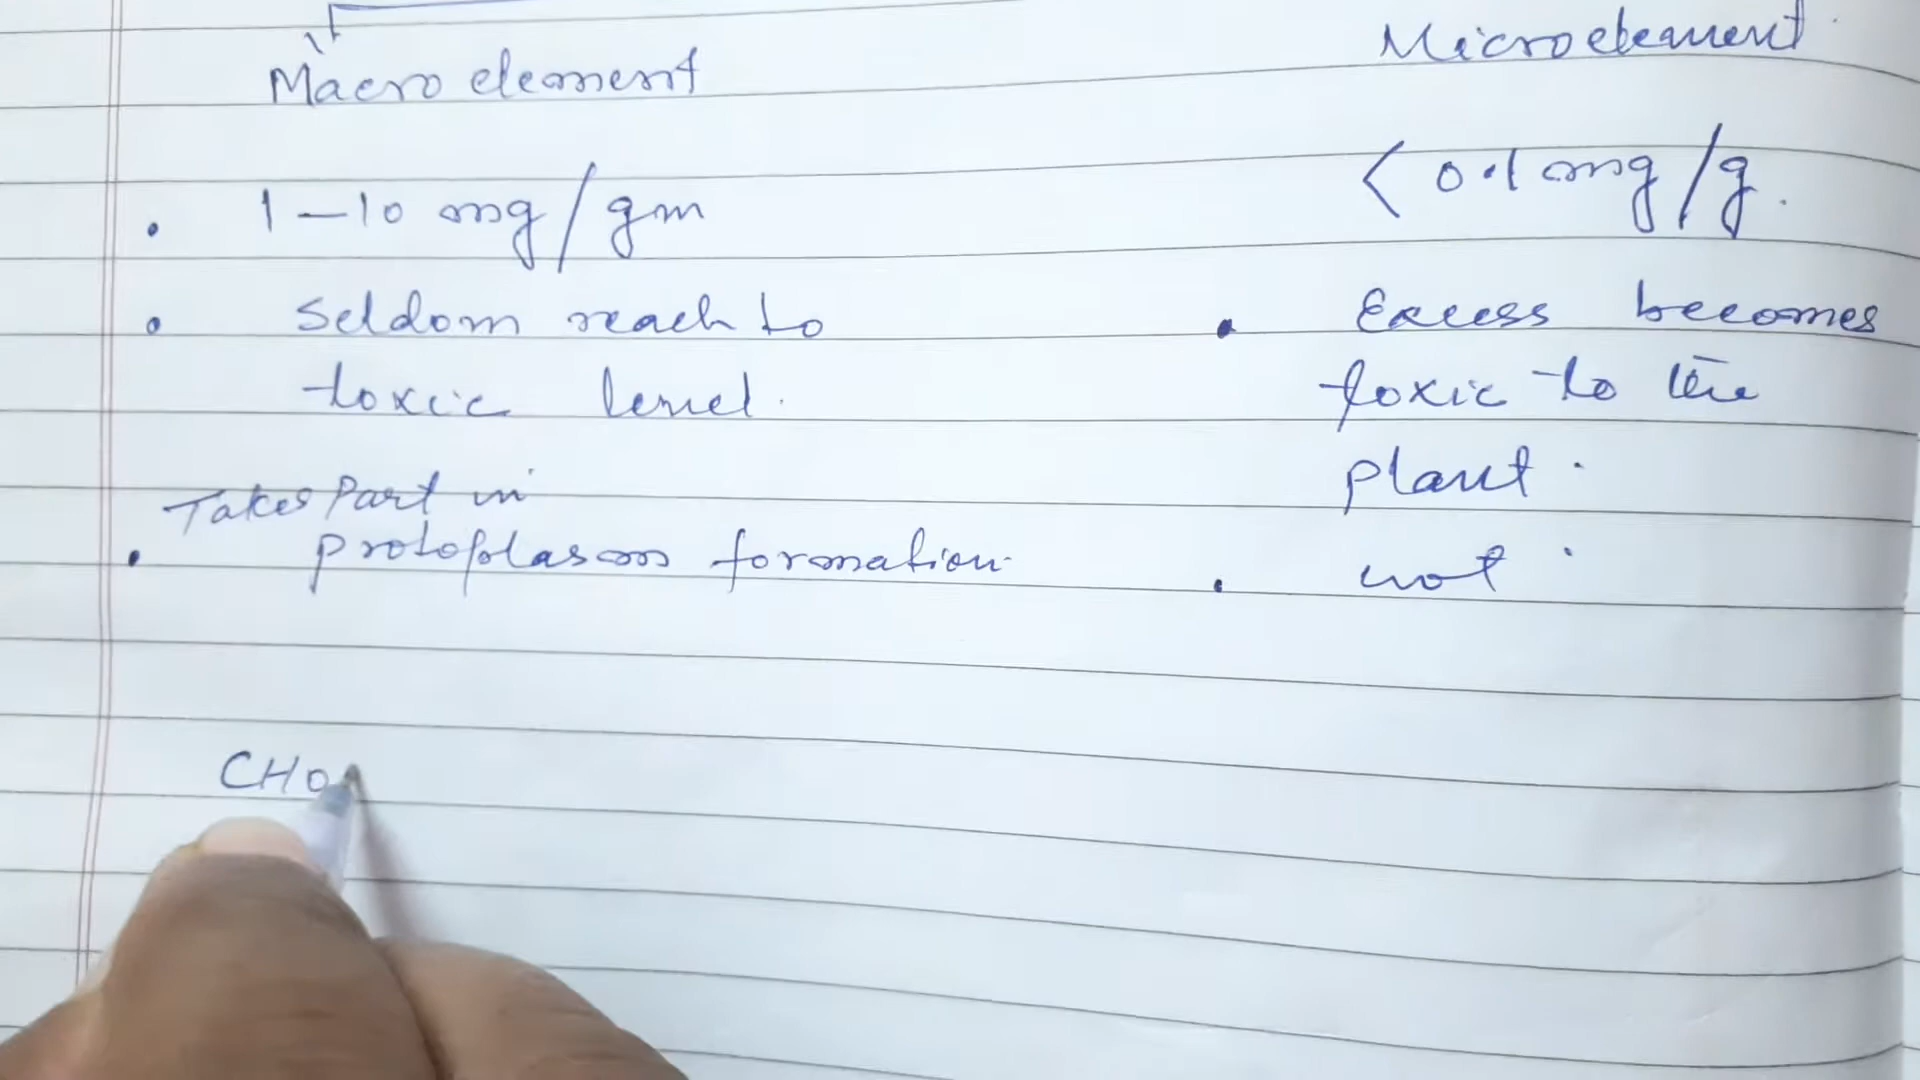 Macro element
Microelement
1 – 10 mg/gm
< 0.1 mg/g.
Seldom reach to
toxic level.
Excess becomes
toxic to the
plant.
Takes Part in
protoplasm formation.
not.
CHO